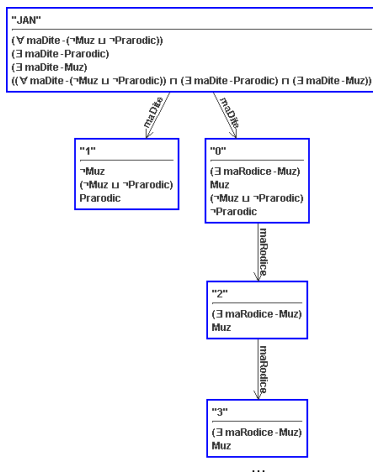 "JAN"
(∀ maDite - (¬Muz ⊔ ¬Prarodic))
(∃ maDite - Prarodic)
(∃ maDite - Muz)
((∀ maDite - (¬Muz ⊔ ¬Prarodic)) ⊓ (∃ maDite - Prarodic) ⊓ (∃ maDite - Muz))
maDite
maDite
"1"
¬Muz
(¬Muz ⊔ ¬Prarodic)
Prarodic
"0"
(∃ maRodice - Muz)
Muz
(¬Muz ⊔ ¬Prarodic)
¬Prarodic
maRodice
"2"
(∃ maRodice - Muz)
Muz
maRodice
"3"
(∃ maRodice - Muz)
Muz
...